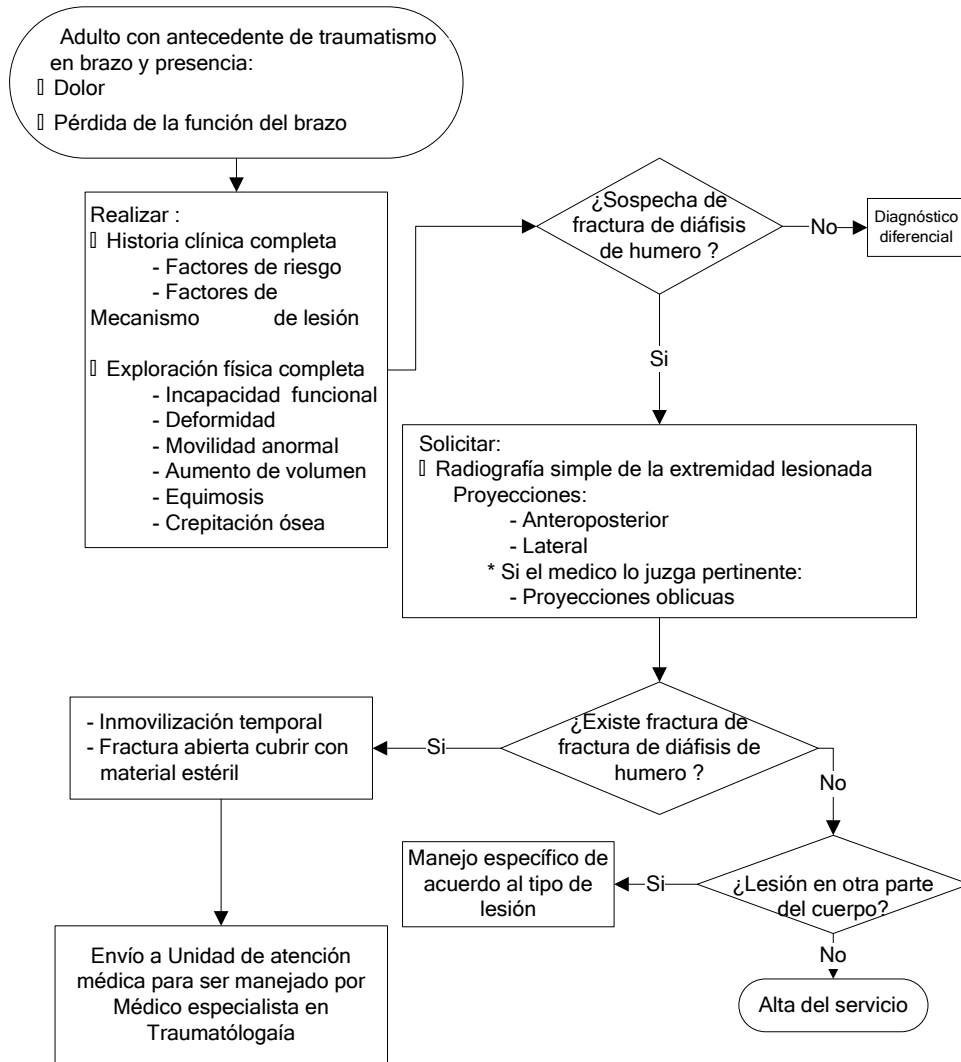 Adulto con antecedente de traumatismo
en brazo y presencia:
▯ Dolor
▯ Pérdida de la función del brazo
Realizar :
▯ Historia clínica completa
- Factores de riesgo
- Factores de
Mecanismo de lesión
▯ Exploración física completa
- Incapacidad funcional
- Deformidad
- Movilidad anormal
- Aumento de volumen
- Equimosis
- Crepitación ósea
¿Sospecha de
fractura de diáfisis
de humero ?
No
Diagnóstico
diferencial
Si
Solicitar:
▯ Radiografía simple de la extremidad lesionada
Proyecciones:
- Anteroposterior
- Lateral
* Si el medico lo juzga pertinente:
- Proyecciones oblicuas
¿Existe fractura de
fractura de diáfisis de
humero ?
Si
- Inmovilización temporal
- Fractura abierta cubrir con
material estéril
Envío a Unidad de atención
médica para ser manejado por
Médico especialista en
Traumatólogaía
No
¿Lesión en otra parte
del cuerpo?
Si
Manejo específico de
acuerdo al tipo de
lesión
No
Alta del servicio